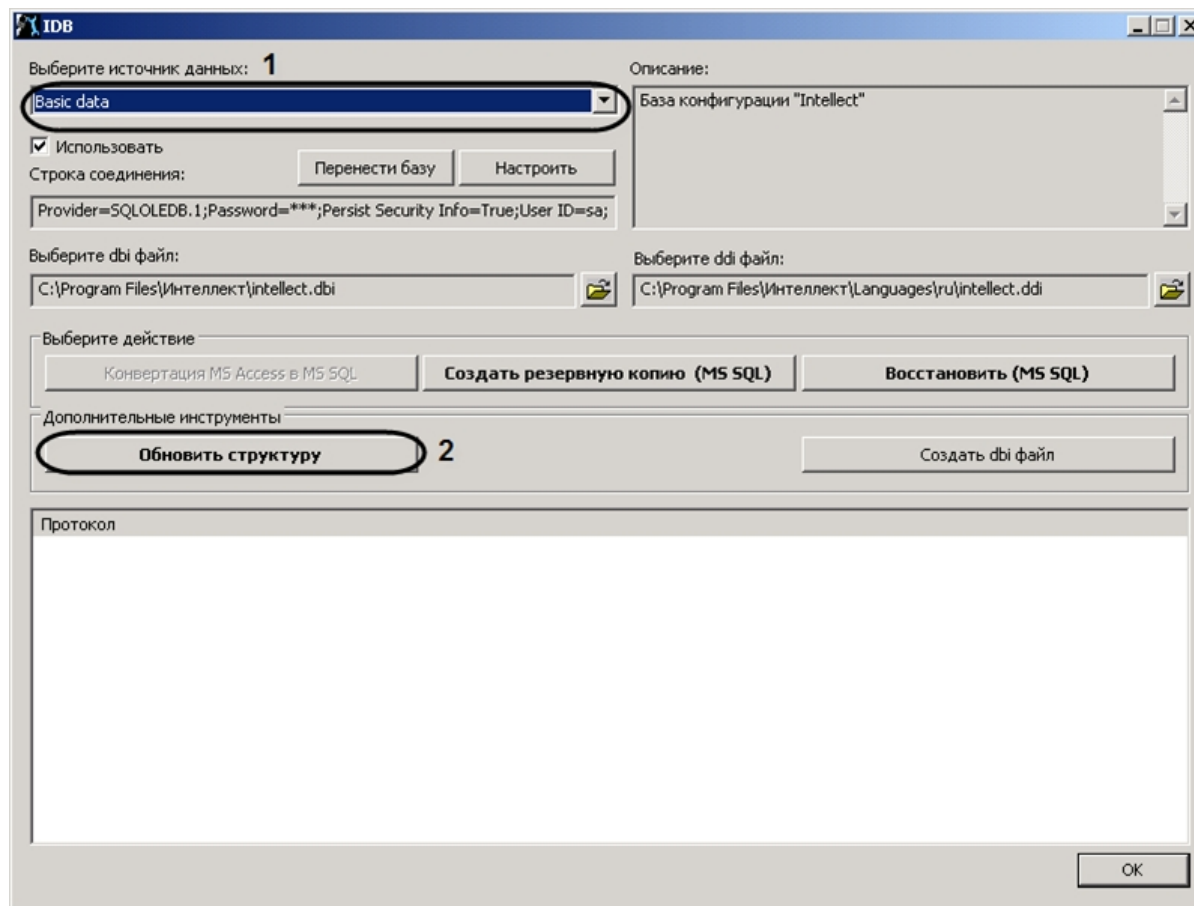 IDB
Выберите источник данных: 1
Описание:
Basic data
База конфигурации "Intellect"
Использовать
Строка соединения:
Перенести базу
Настроить
Provider=SQLOLEDB.1;Password=***;Persist Security Info=True;User ID=sa;
Выберите dbi файл:
Выберите ddi файл:
C:\Program Files\Интеллект\intellect.dbi
C:\Program Files\Интеллект\Languages\ru\intellect.ddi
Выберите действие
Конвертация MS Access в MS SQL
Создать резервную копию (MS SQL)
Восстановить (MS SQL)
Дополнительные инструменты
Обновить структуру 2
Создать dbi файл
Протокол
OK